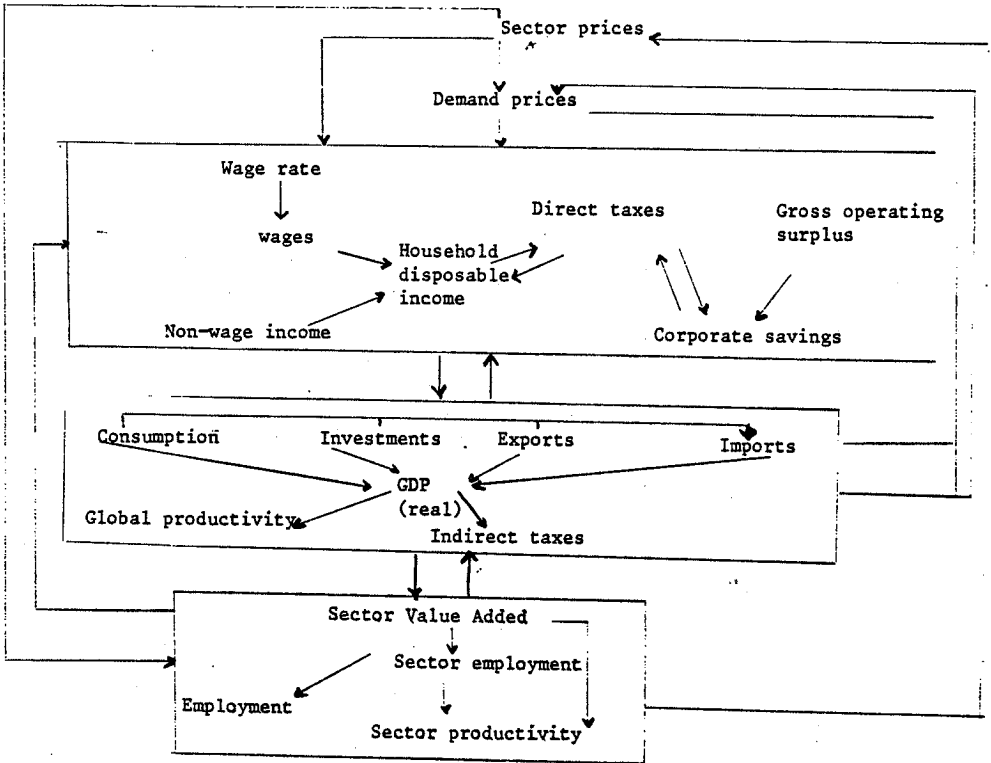 Sector prices
Demand prices
Wage rate
Direct taxes
Gross operating
surplus
wages
Household
disposable
income
Non-wage income
Corporate savings
Consumption
Investments
Exports
Imports
GDP
(real)
Global productivity
Indirect taxes
Sector Value Added
Sector employment
Employment
Sector productivity